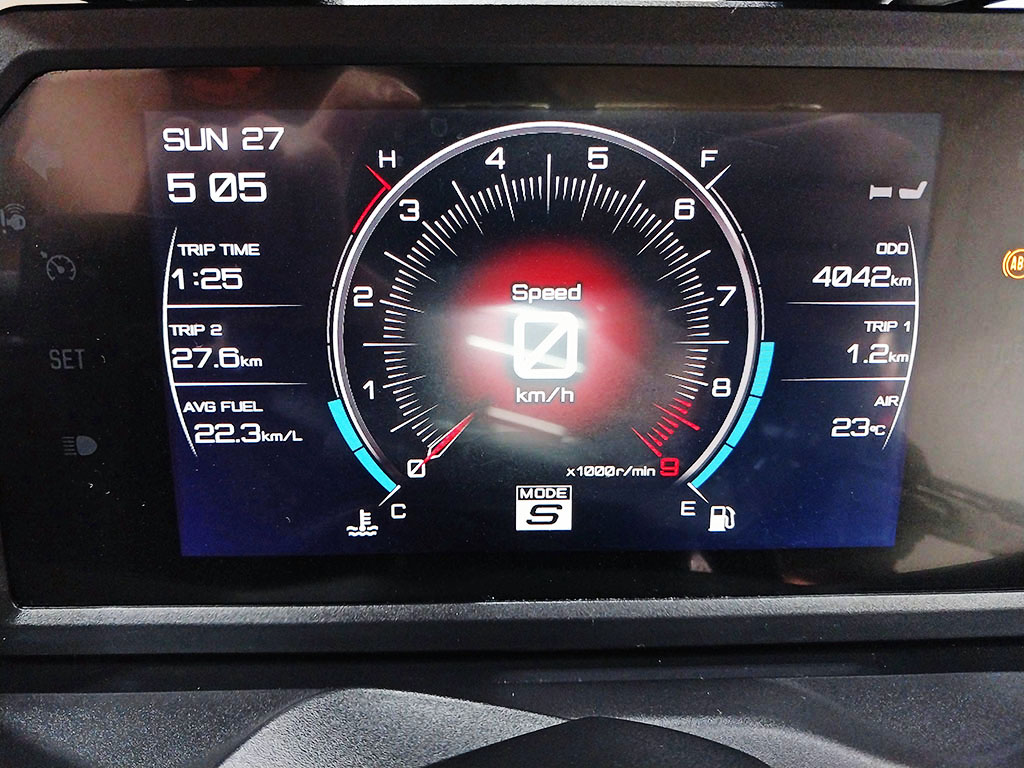 SUN 27
5 05
TRIP TIME
1:25
TRIP 2
27.6km
AVG FUEL
22.3km/L
SET
H
F
0
1
2
3
4
5
6
7
8
9
Speed
0
km/h
x1000r/min
MODE
S
C
E
ODO
4042km
TRIP 1
1.2km
AIR
23°C